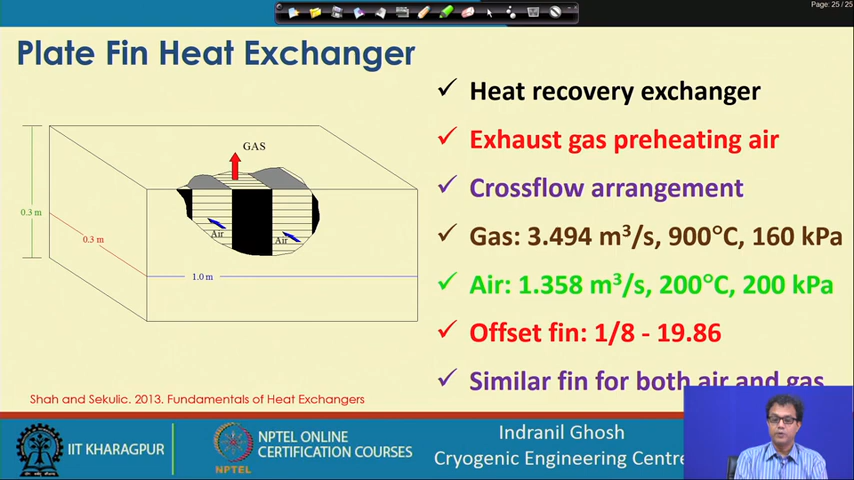 Page: 25 / 25
Plate Fin Heat Exchanger
GAS
Air
Air
0.3 m
0.3 m
1.0 m
✓ Heat recovery exchanger
✓ Exhaust gas preheating air
✓ Crossflow arrangement
✓ Gas: 3.494 m³/s, 900°C, 160 kPa
✓ Air: 1.358 m³/s, 200°C, 200 kPa
✓ Offset fin: 1/8 - 19.86
✓ Similar fin for both air and gas
Shah and Sekulic. 2013. Fundamentals of Heat Exchangers
IIT KHARAGPUR
NPTEL
NPTEL ONLINE
CERTIFICATION COURSES
Indranil Ghosh
Cryogenic Engineering Centre